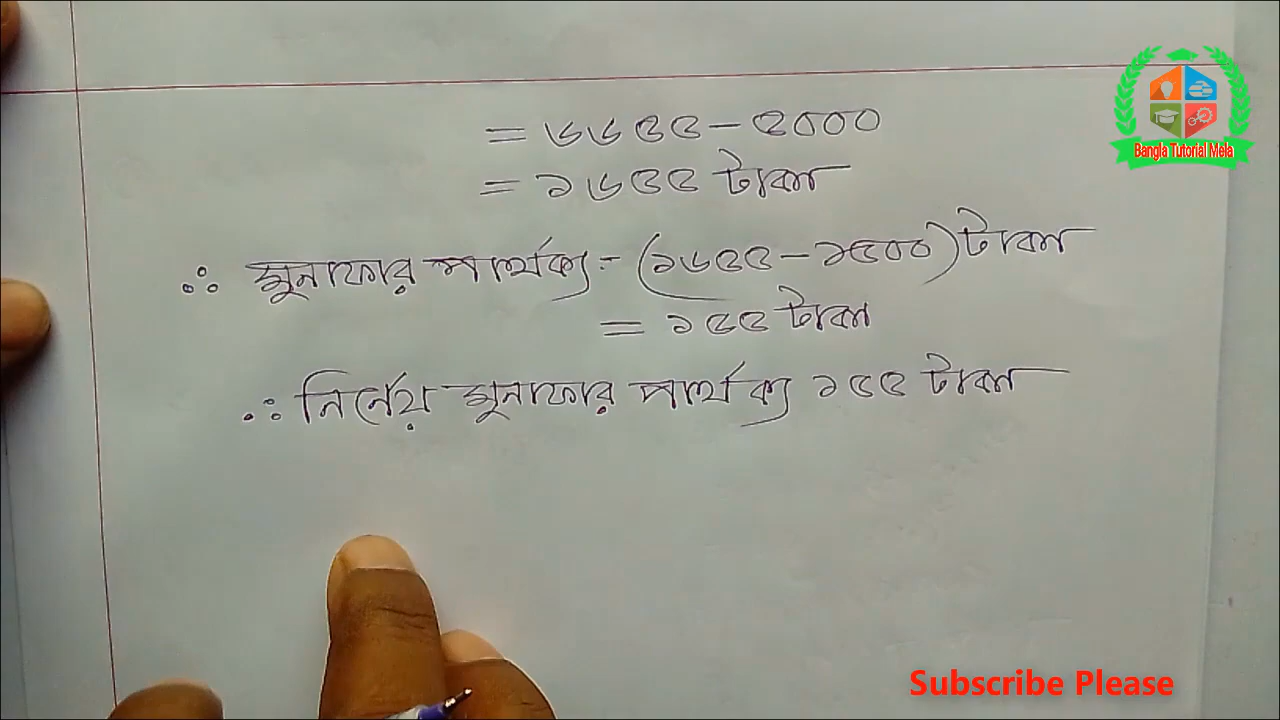 = ৬৬৫৫ – ৫০০০
= ১৬৫৫ টাকা
∴ মুনাফার পার্থক্য = (১৬৫৫ – ১৫০০) টাকা
= ১৫৫ টাকা
∴ নির্ণেয় মুনাফার পার্থক্য ১৫৫ টাকা
Bangla Tutorial Mela
Subscribe Please